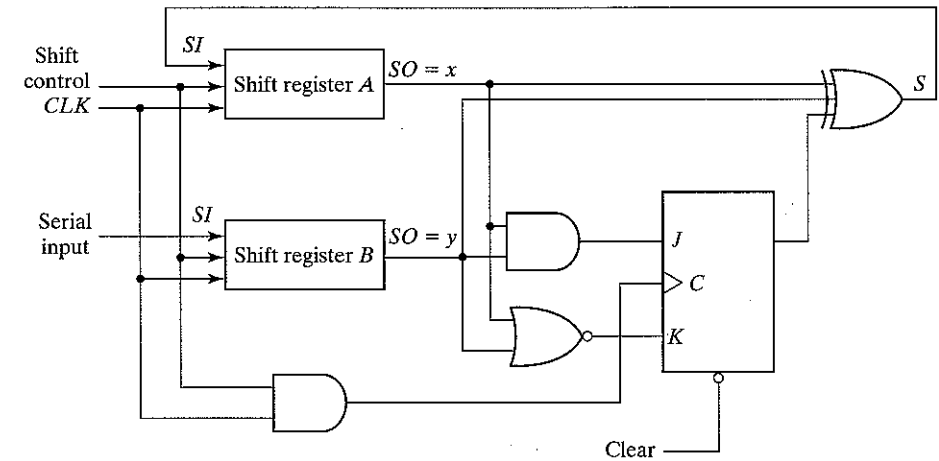 SI
Shift
control
CLK
Shift register A
SO = x
S
Serial
input
SI
Shift register B
SO = y
J
C
K
Clear